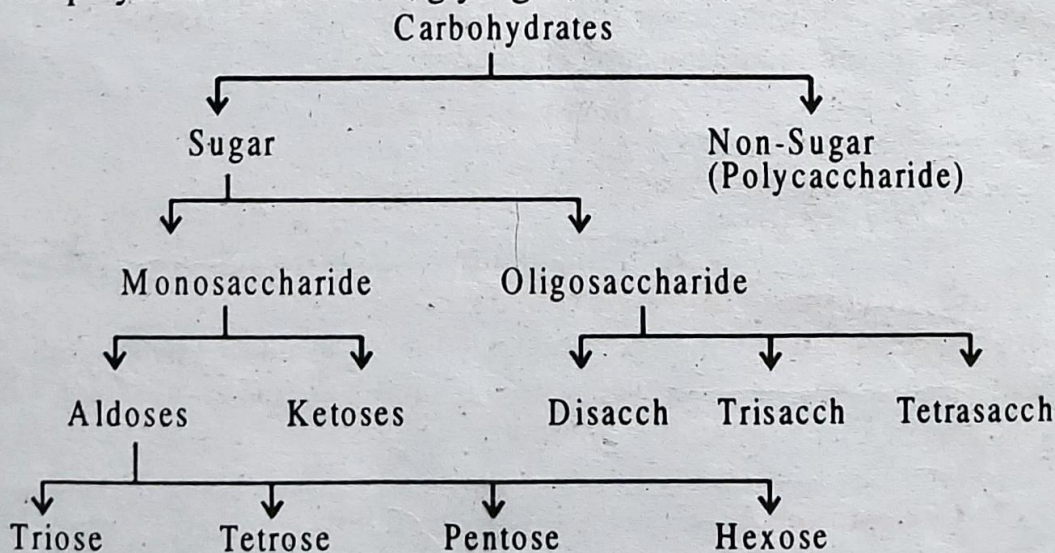 Carbohydrates
Sugar
Non-Sugar
(Polycaccharide)
Monosaccharide
Oligosaccharide
Aldoses
Ketoses
Disacch
Trisacch
Tetrasacch
Triose
Tetrose
Pentose
Hexose